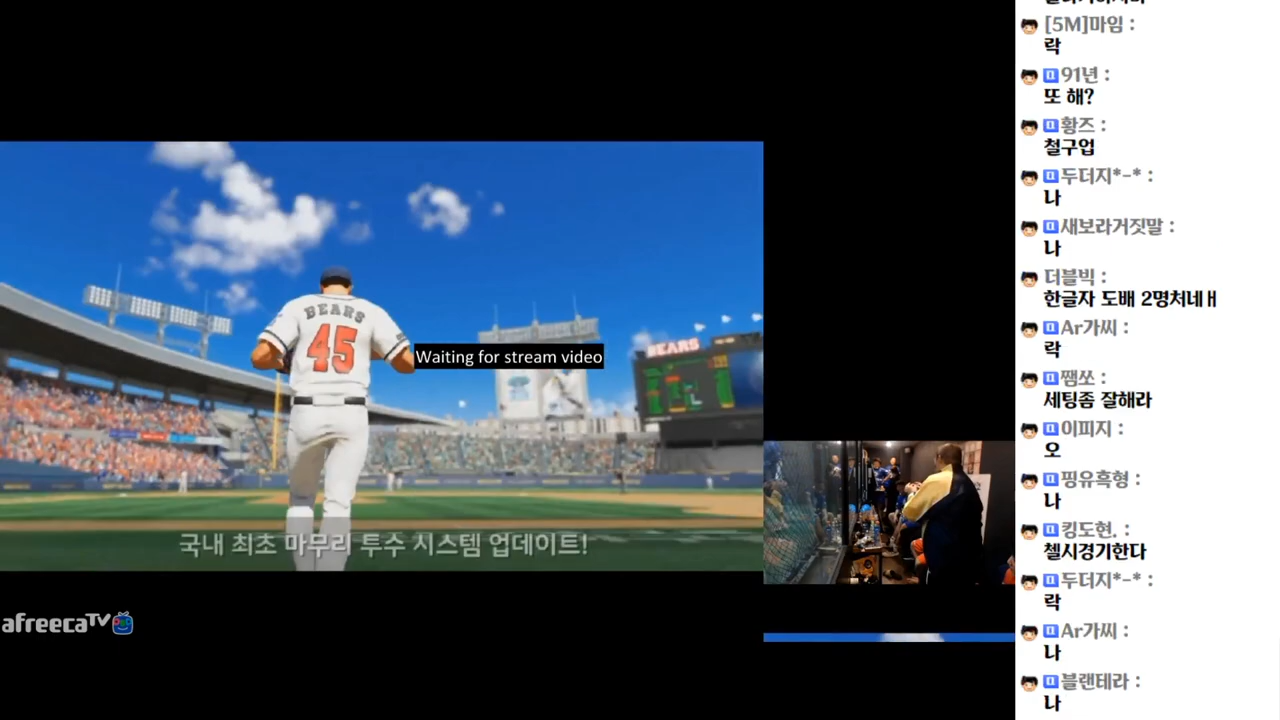 BEARS
45
BEARS
Waiting for stream video
국내 최초 마무리 투수 시스템 업데이트!
afreecaTV
[5M]마임 :
락
91년 :
또 해?
황즈 :
철구업
두더지*-* :
나
새보라거짓말 :
나
더블빅 :
한글자 도배 2명처네ㅐ
Ar가씨 :
락
쨈쏘 :
세팅좀 잘해라
이피지 :
오
핑유흑형 :
나
킹도현. :
첼시경기한다
두더지*-* :
락
Ar가씨 :
나
블랜테라 :
나